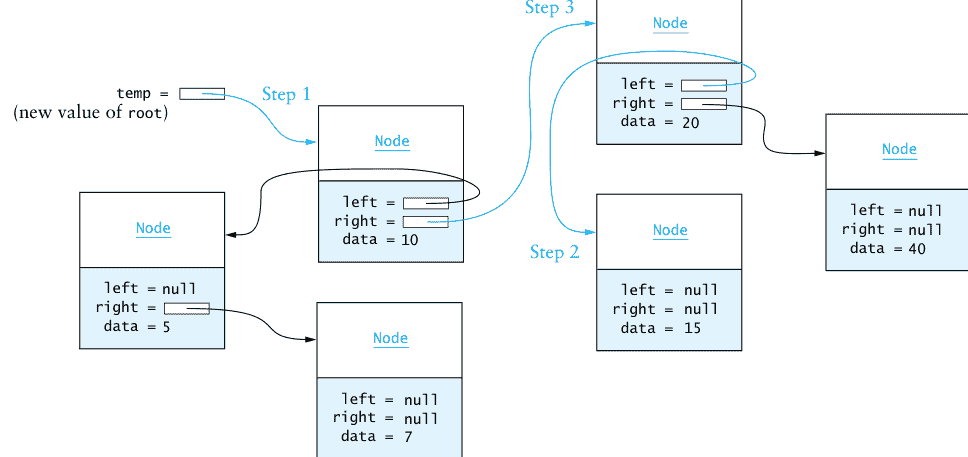 Step 3
Node
left =
right =
data = 20
temp =
(new value of root)
Step 1
Node
left =
right =
data = 10
Node
left = null
right = null
data = 40
Node
left = null
right =
data = 5
Step 2
Node
left = null
right = null
data = 15
Node
left = null
right = null
data = 7